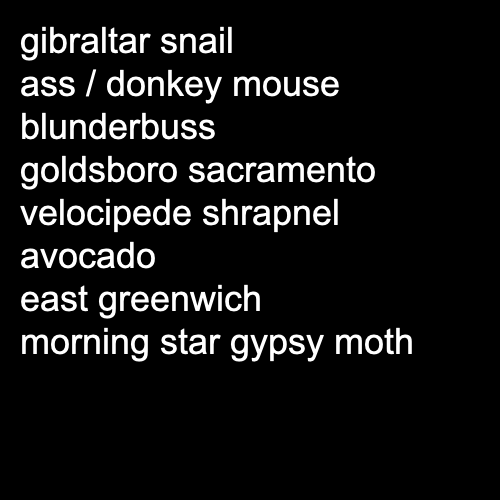 gibraltar snail
ass / donkey mouse
blunderbuss
goldsboro sacramento
velocipede shrapnel
avocado
east greenwich
morning star gypsy moth